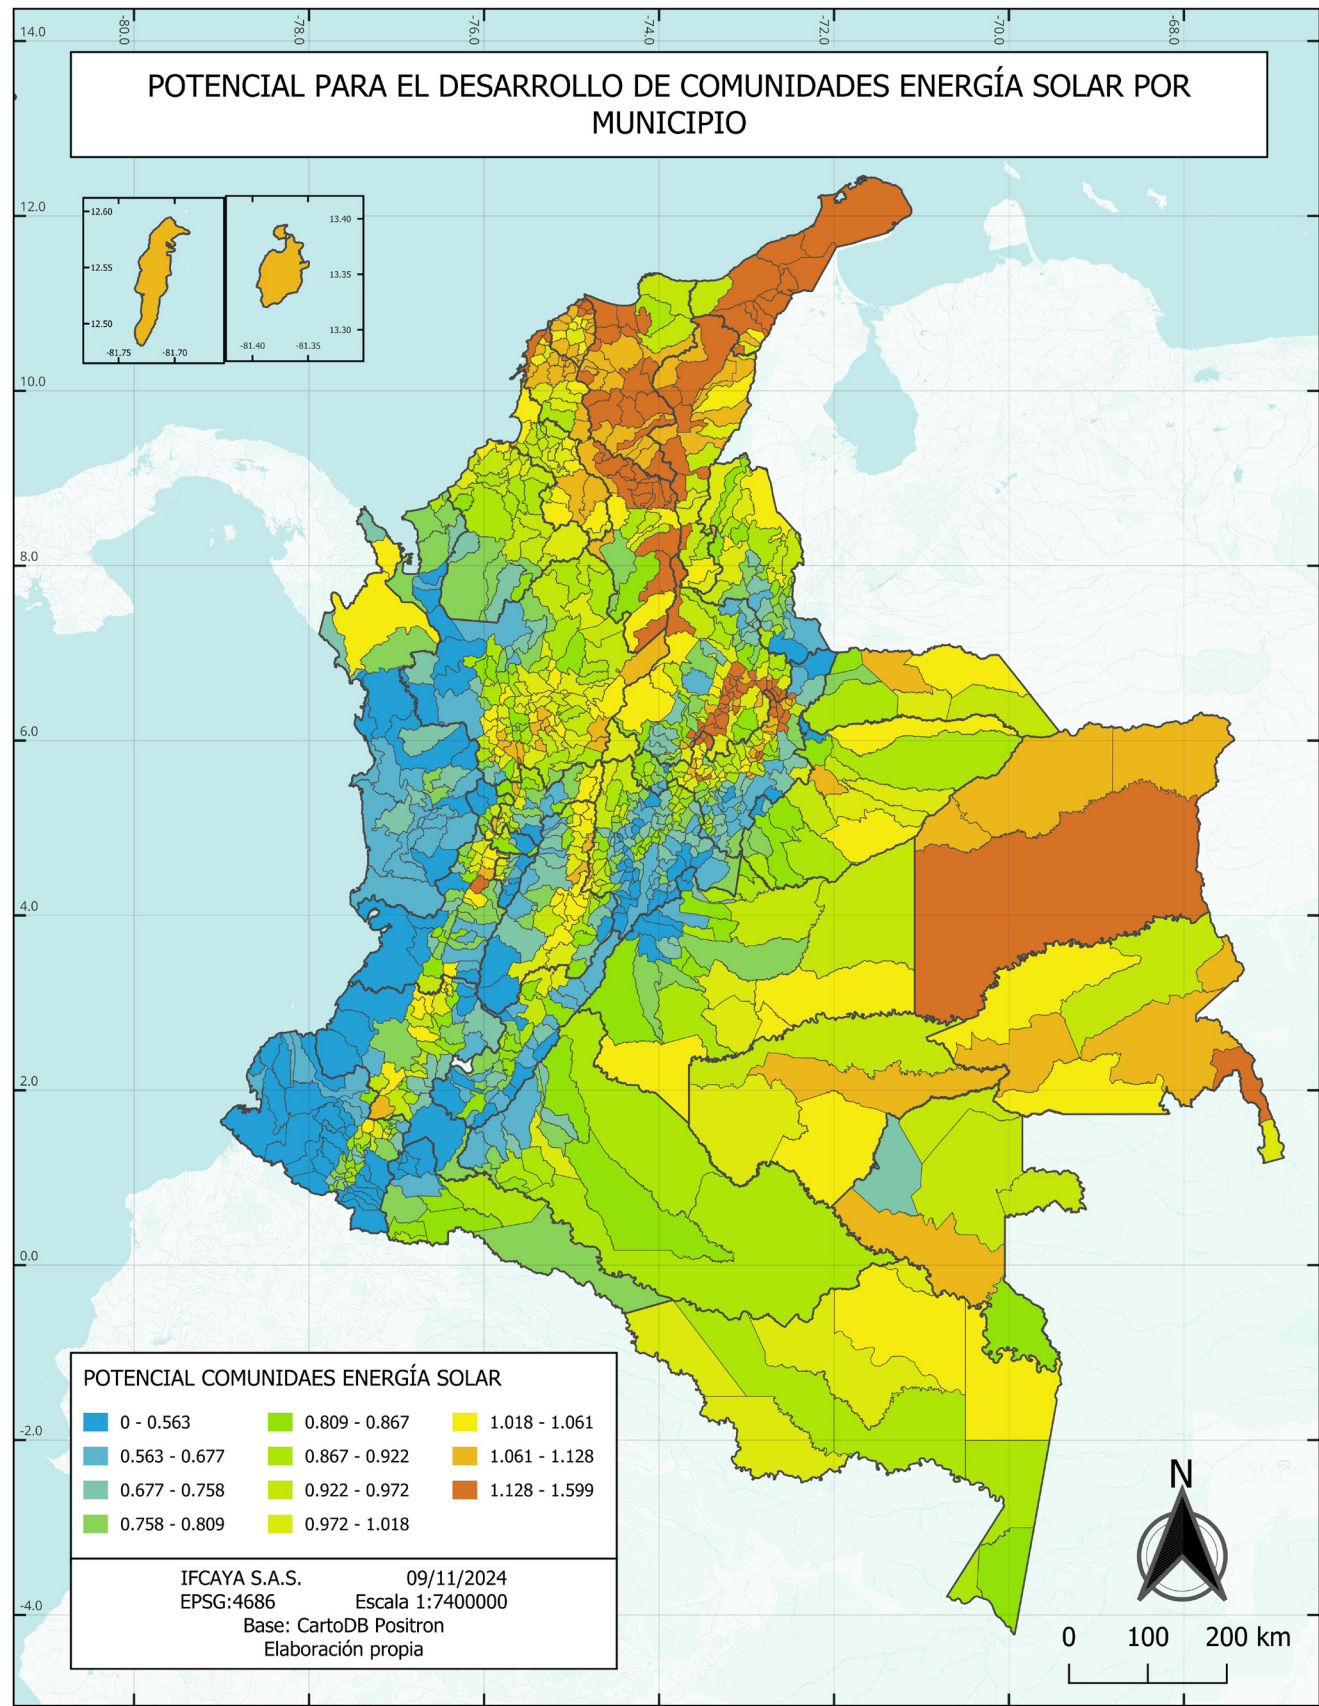 -80.0
-78.0
-76.0
-74.0
-72.0
-70.0
-68.0
14.0
POTENCIAL PARA EL DESARROLLO DE COMUNIDADES ENERGÍA SOLAR POR
MUNICIPIO
12.0
12.60
12.55
12.50
-81.75
-81.70
13.40
13.35
13.30
-81.40
-81.35
10.0
8.0
6.0
4.0
2.0
0.0
-2.0
-4.0
POTENCIAL COMUNIDAES ENERGÍA SOLAR
0 - 0.563
0.563 - 0.677
0.677 - 0.758
0.758 - 0.809
0.809 - 0.867
0.867 - 0.922
0.922 - 0.972
0.972 - 1.018
1.018 - 1.061
1.061 - 1.128
1.128 - 1.599
IFCAYA S.A.S. 09/11/2024
EPSG:4686 Escala 1:7400000
Base: CartoDB Positron
Elaboración propia
N
0 100 200 km